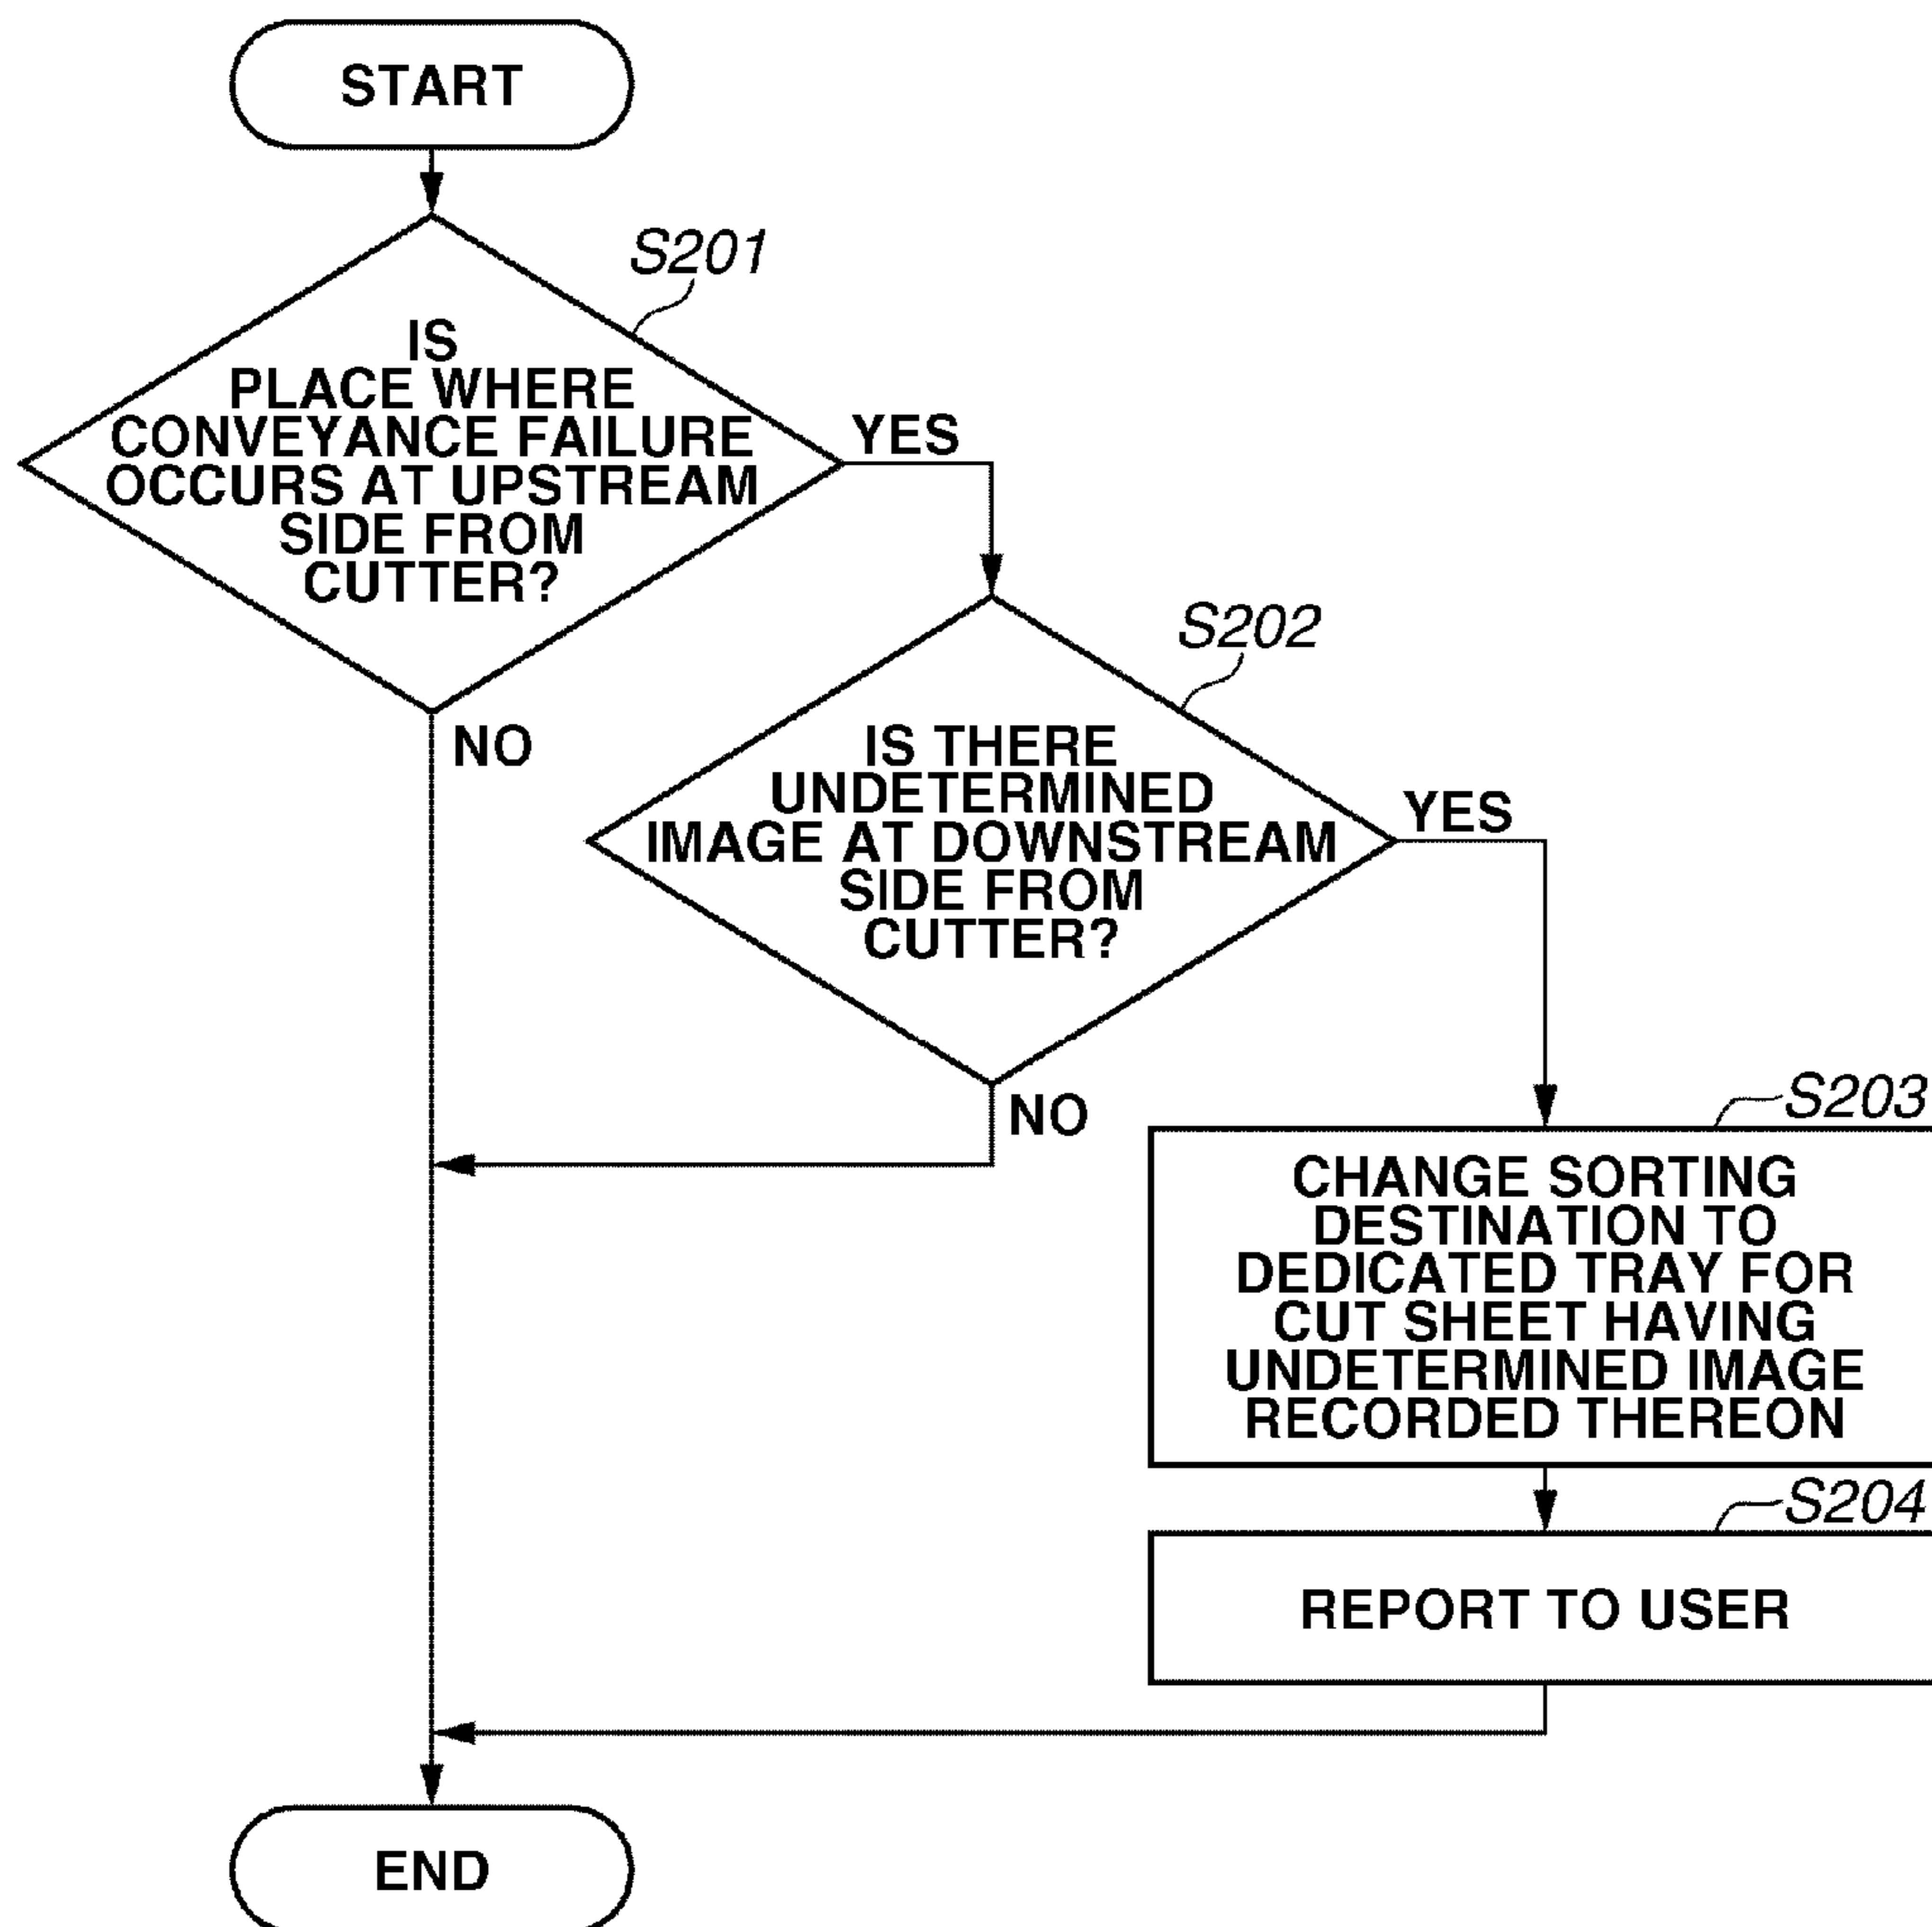 START
S201
IS
PLACE WHERE
CONVEYANCE FAILURE
OCCURS AT UPSTREAM
SIDE FROM
CUTTER?
YES
NO
S202
IS THERE
UNDETERMINED
IMAGE AT DOWNSTREAM
SIDE FROM
CUTTER?
YES
NO
S203
CHANGE SORTING
DESTINATION TO
DEDICATED TRAY FOR
CUT SHEET HAVING
UNDETERMINED IMAGE
RECORDED THEREON
S204
REPORT TO USER
END